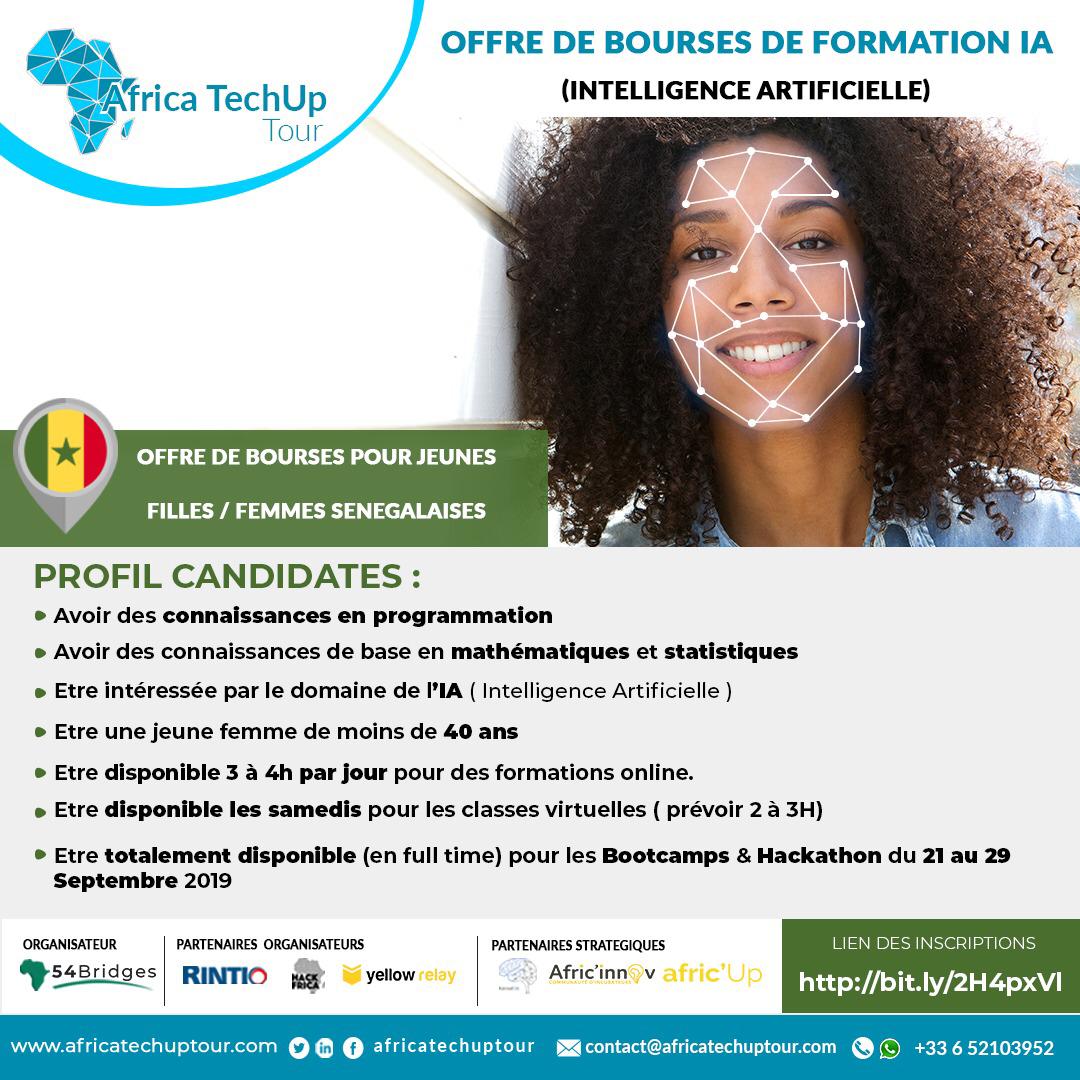 Africa TechUp
Tour
OFFRE DE BOURSES DE FORMATION IA
(INTELLIGENCE ARTIFICIELLE)
OFFRE DE BOURSES POUR JEUNES
FILLES / FEMMES SENEGALAISES
PROFIL CANDIDATES :
Avoir des connaissances en programmation
Avoir des connaissances de base en mathématiques et statistiques
Etre intéressée par le domaine de l'IA ( Intelligence Artificielle )
Etre une jeune femme de moins de 40 ans
Etre disponible 3 à 4h par jour pour des formations online.
Etre disponible les samedis pour les classes virtuelles ( prévoir 2 à 3H)
Etre totalement disponible (en full time) pour les Bootcamps & Hackathon du 21 au 29
Septembre 2019
ORGANISATEUR
54Bridges
PARTENAIRES ORGANISATEURS
RINTIO
HACK
AFRICA
yellow relay
PARTENAIRES STRATEGIQUES
Afric'innov
COMMUNAUTÉ D'INCUBATEURS
afric'Up
LIEN DES INSCRIPTIONS
http://bit.ly/2H4pxVl
www.africatechuptour.com africatechuptour contact@africatechuptour.com +33 6 52103952